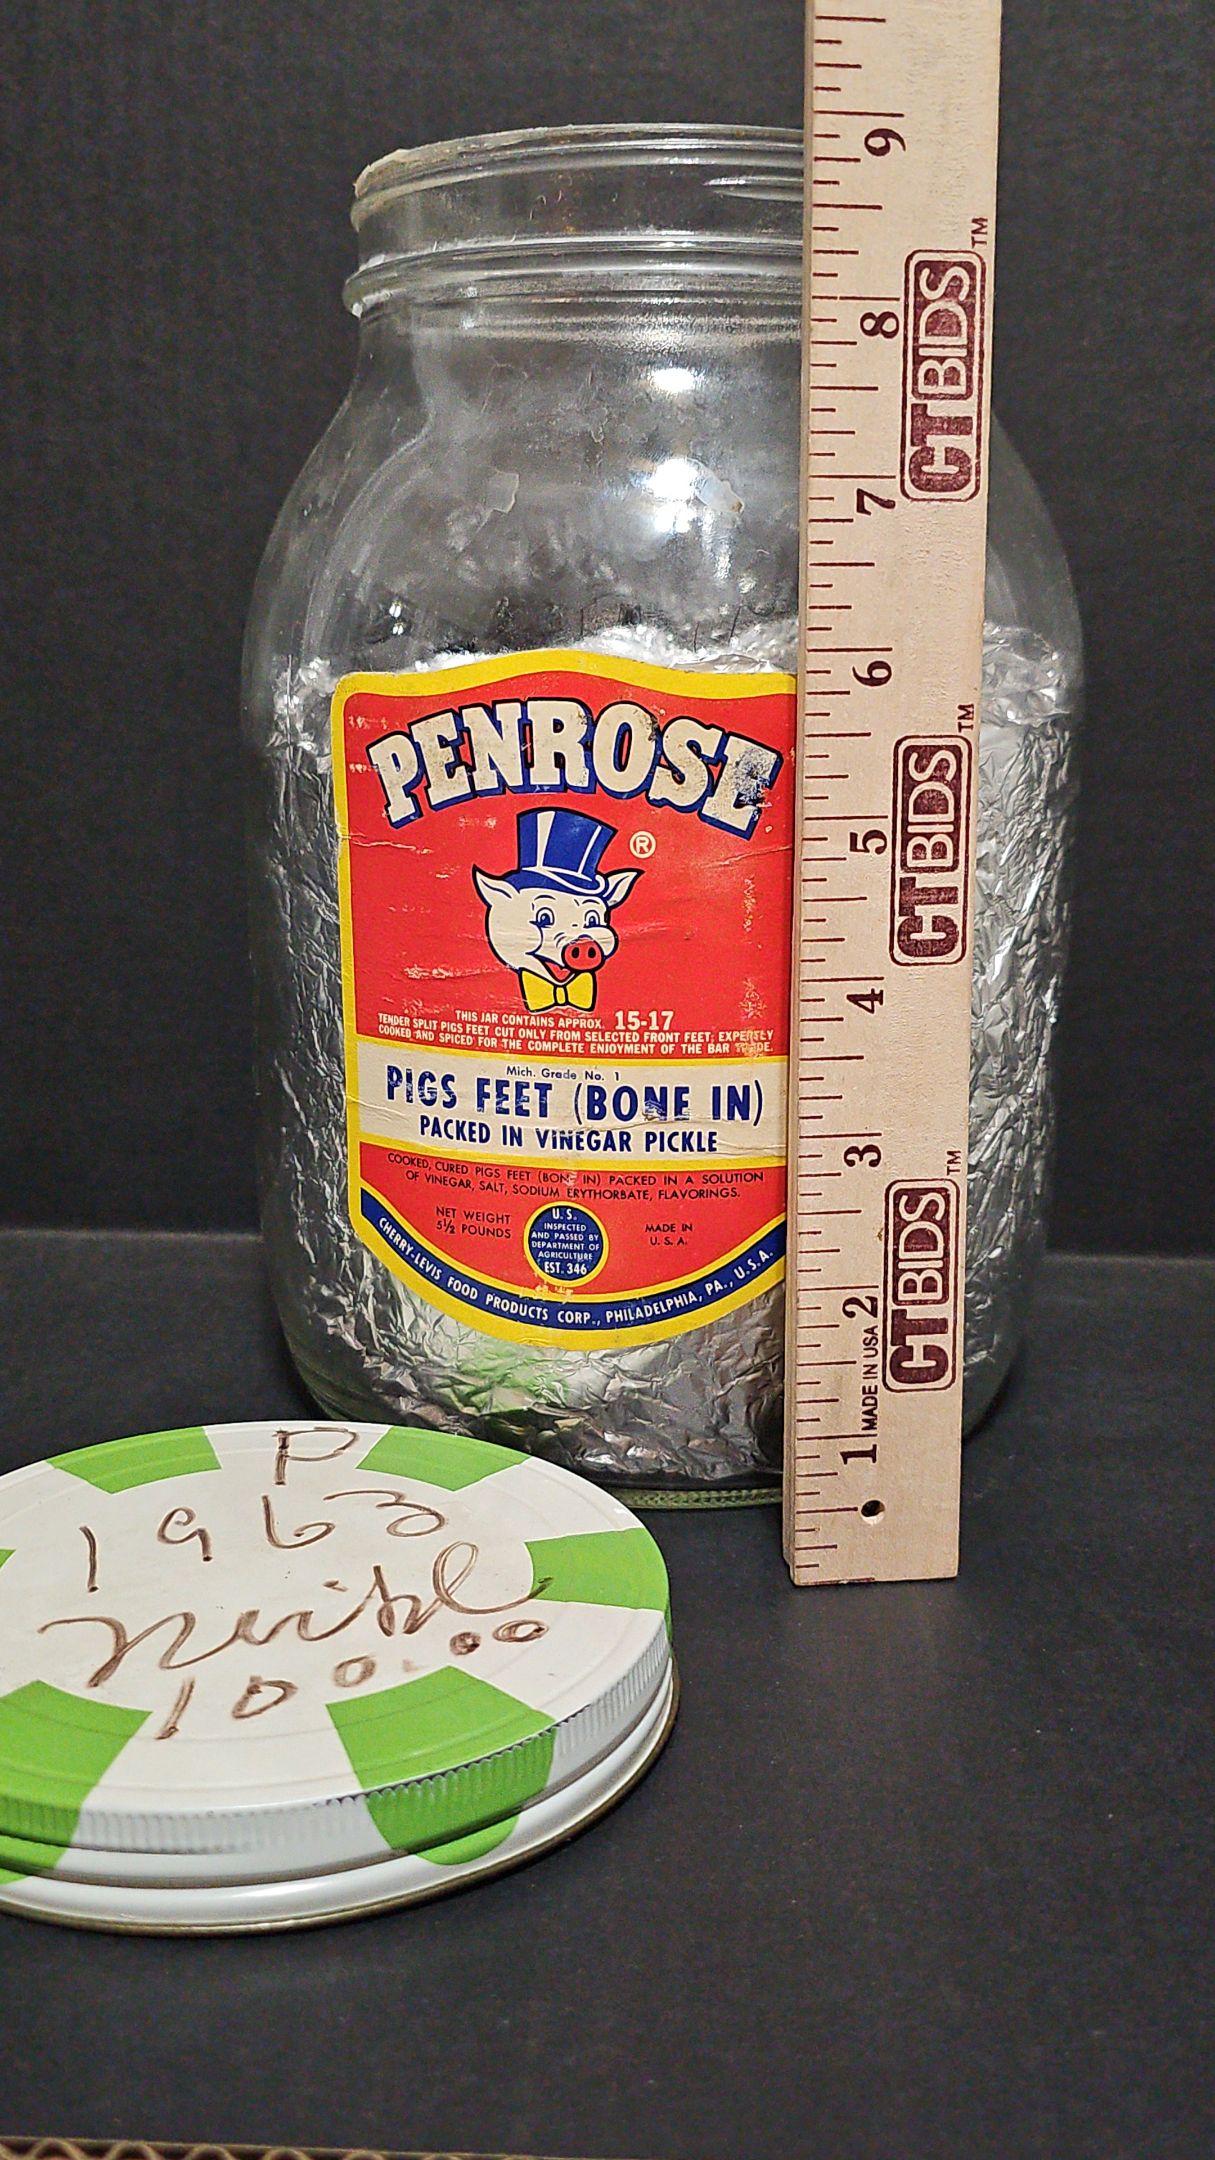 PENROSE
®
THIS JAR CONTAINS APPROX. 15-17
TENDER SPLIT PIGS FEET CUT ONLY FROM SELECTED FRONT FEET; EXPERTLY
COOKED AND SPICED FOR THE COMPLETE ENJOYMENT OF THE BAR TRADE.
Mich. Grade No. 1
PIGS FEET (BONE IN)
PACKED IN VINEGAR PICKLE
COOKED, CURED PIGS FEET (BONE IN) PACKED IN A SOLUTION
OF VINEGAR, SALT, SODIUM ERYTHORBATE, FLAVORINGS.
NET WEIGHT
5½ POUNDS
U.S.
INSPECTED
AND PASSED BY
DEPARTMENT OF
AGRICULTURE
EST. 346
MADE IN
U. S. A.
CHERRY-LEVIS FOOD PRODUCTS CORP., PHILADELPHIA, PA., U.S.A.
P
1963
100.00
1
2
3
4
5
6
7
8
9
MADE IN USA
CTBIDS™
CTBIDS™
CTBIDS™